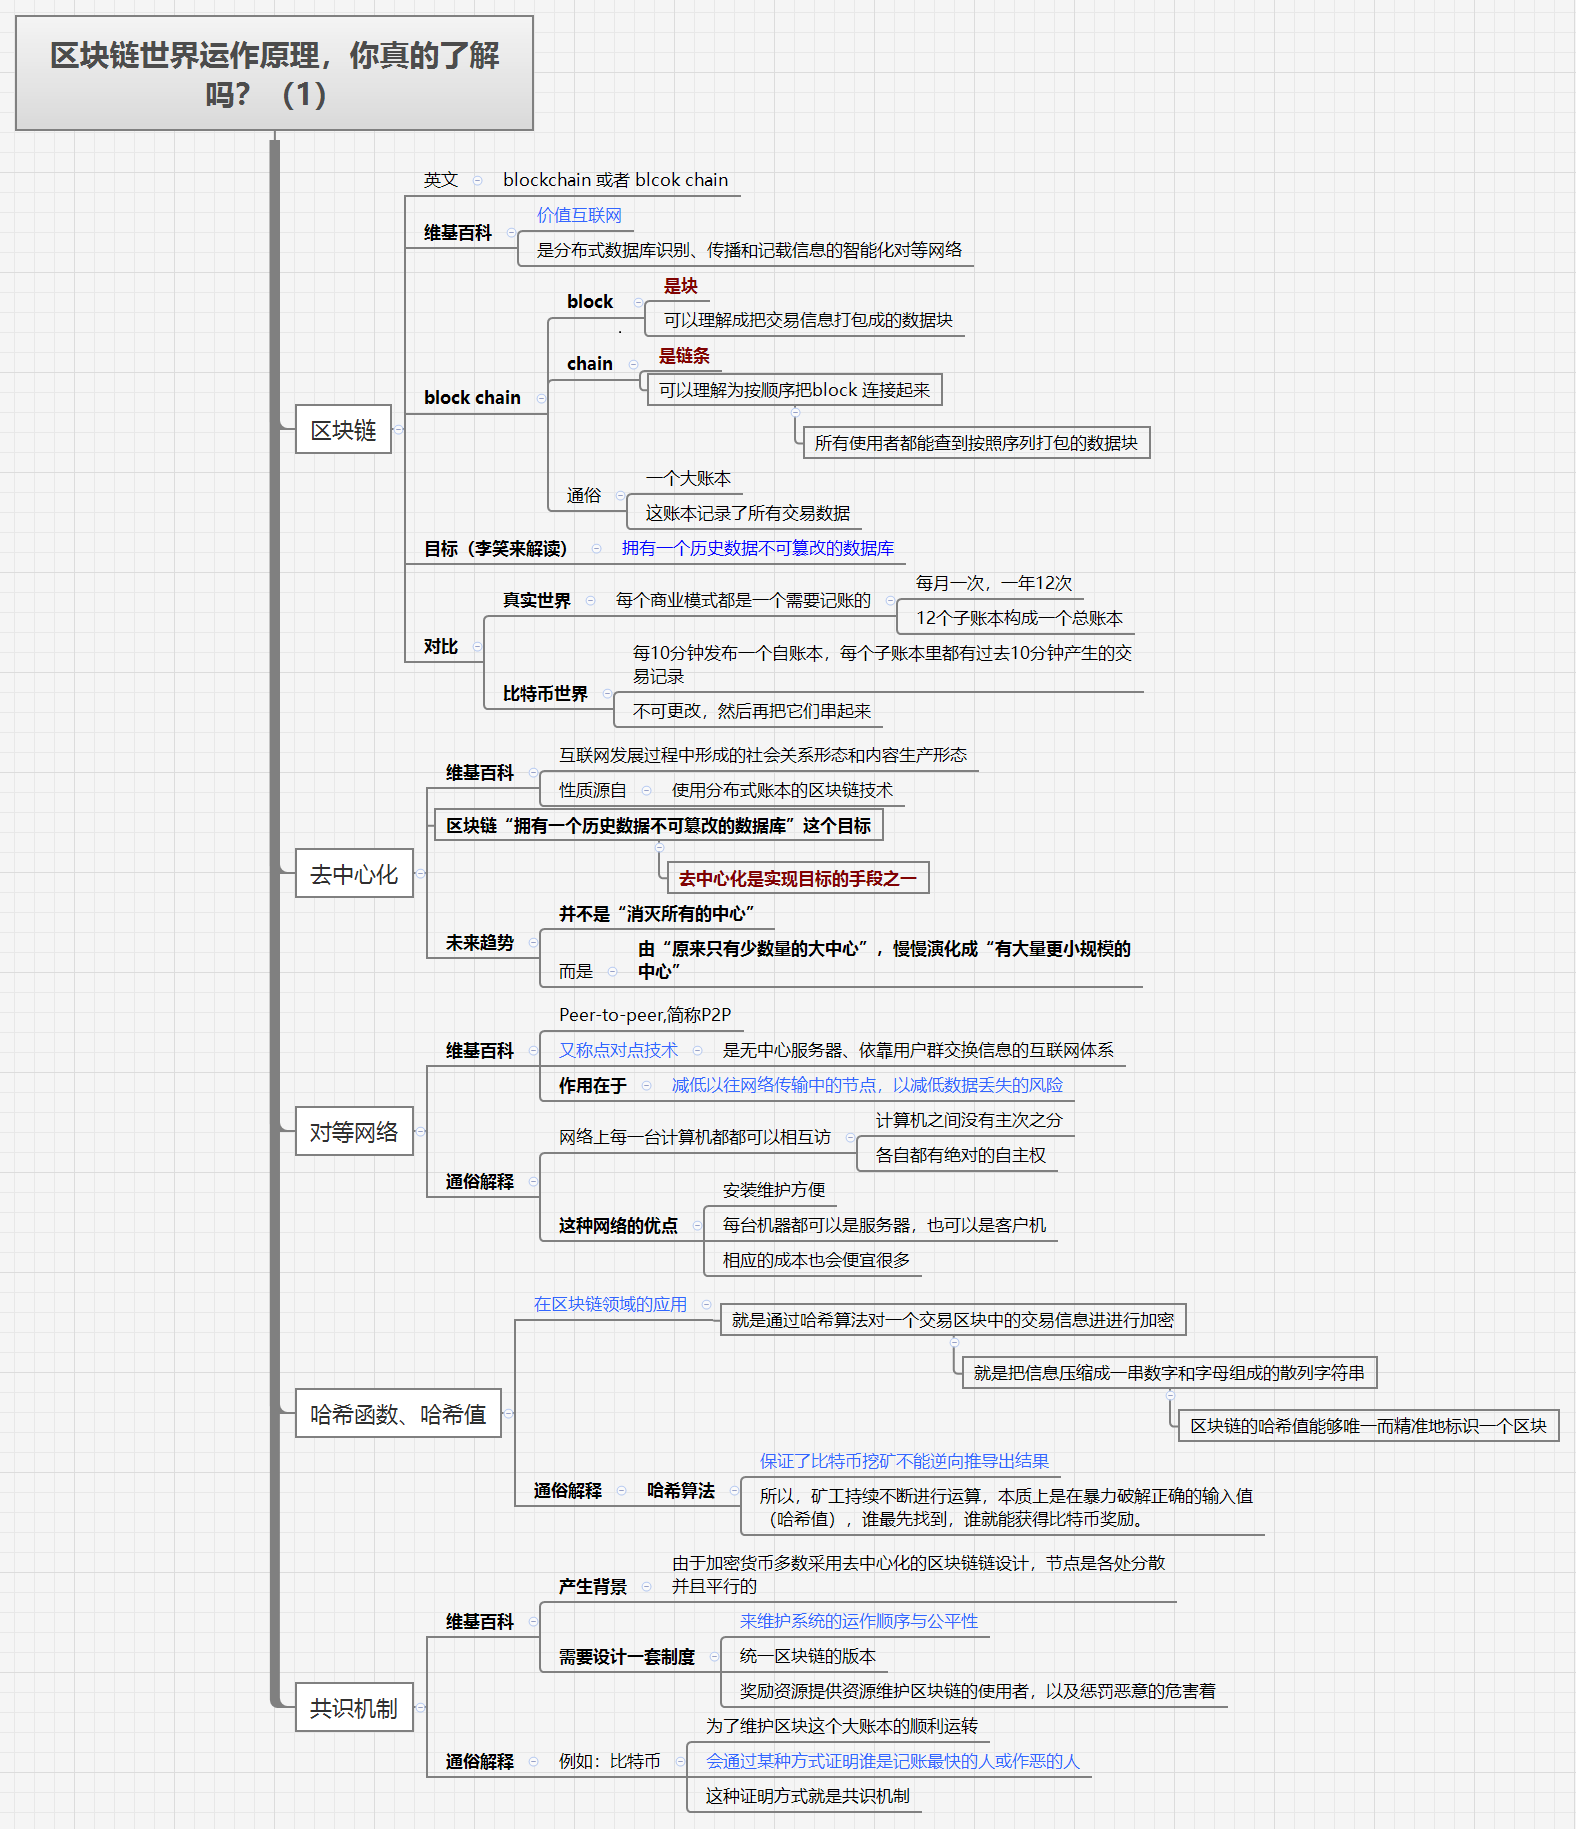 区块链世界运作原理，你真的了解
吗？（1）
英文
blockchain 或者 blcok chain
维基百科
价值互联网
是分布式数据库识别、传播和记载信息的智能化对等网络
block
是块
可以理解成把交易信息打包成的数据块
.
chain
是链条
可以理解为按顺序把block 连接起来
所有使用者都能查到按照序列打包的数据块
block chain
区块链
通俗
一个大账本
这账本记录了所有交易数据
目标（李笑来解读）
拥有一个历史数据不可篡改的数据库
对比
真实世界
每个商业模式都是一个需要记账的
每月一次，一年12次
12个子账本构成一个总账本
比特币世界
每10分钟发布一个自账本，每个子账本里都有过去10分钟产生的交
易记录
不可更改，然后再把它们串起来
去中心化
维基百科
互联网发展过程中形成的社会关系形态和内容生产形态
性质源自
使用分布式账本的区块链技术
区块链“拥有一个历史数据不可篡改的数据库”这个目标
去中心化是实现目标的手段之一
未来趋势
并不是“消灭所有的中心”
而是
由“原来只有少数量的大中心”，慢慢演化成“有大量更小规模的
中心”
对等网络
维基百科
Peer-to-peer,简称P2P
又称点对点技术
是无中心服务器、依靠用户群交换信息的互联网体系
作用在于
减低以往网络传输中的节点，以减低数据丢失的风险
通俗解释
网络上每一台计算机都都可以相互访
计算机之间没有主次之分
各自都有绝对的自主权
这种网络的优点
安装维护方便
每台机器都可以是服务器，也可以是客户机
相应的成本也会便宜很多
哈希函数、哈希值
在区块链领域的应用
就是通过哈希算法对一个交易区块中的交易信息进进行加密
就是把信息压缩成一串数字和字母组成的散列字符串
区块链的哈希值能够唯一而精准地标识一个区块
通俗解释
哈希算法
保证了比特币挖矿不能逆向推导出结果
所以，矿工持续不断进行运算，本质上是在暴力破解正确的输入值
（哈希值），谁最先找到，谁就能获得比特币奖励。
共识机制
维基百科
产生背景
由于加密货币多数采用去中心化的区块链链设计，节点是各处分散
并且平行的
需要设计一套制度
来维护系统的运作顺序与公平性
统一区块链的版本
奖励资源提供资源维护区块链的使用者，以及惩罚恶意的危害着
通俗解释
例如：比特币
为了维护区块这个大账本的顺利运转
会通过某种方式证明谁是记账最快的人或作恶的人
这种证明方式就是共识机制